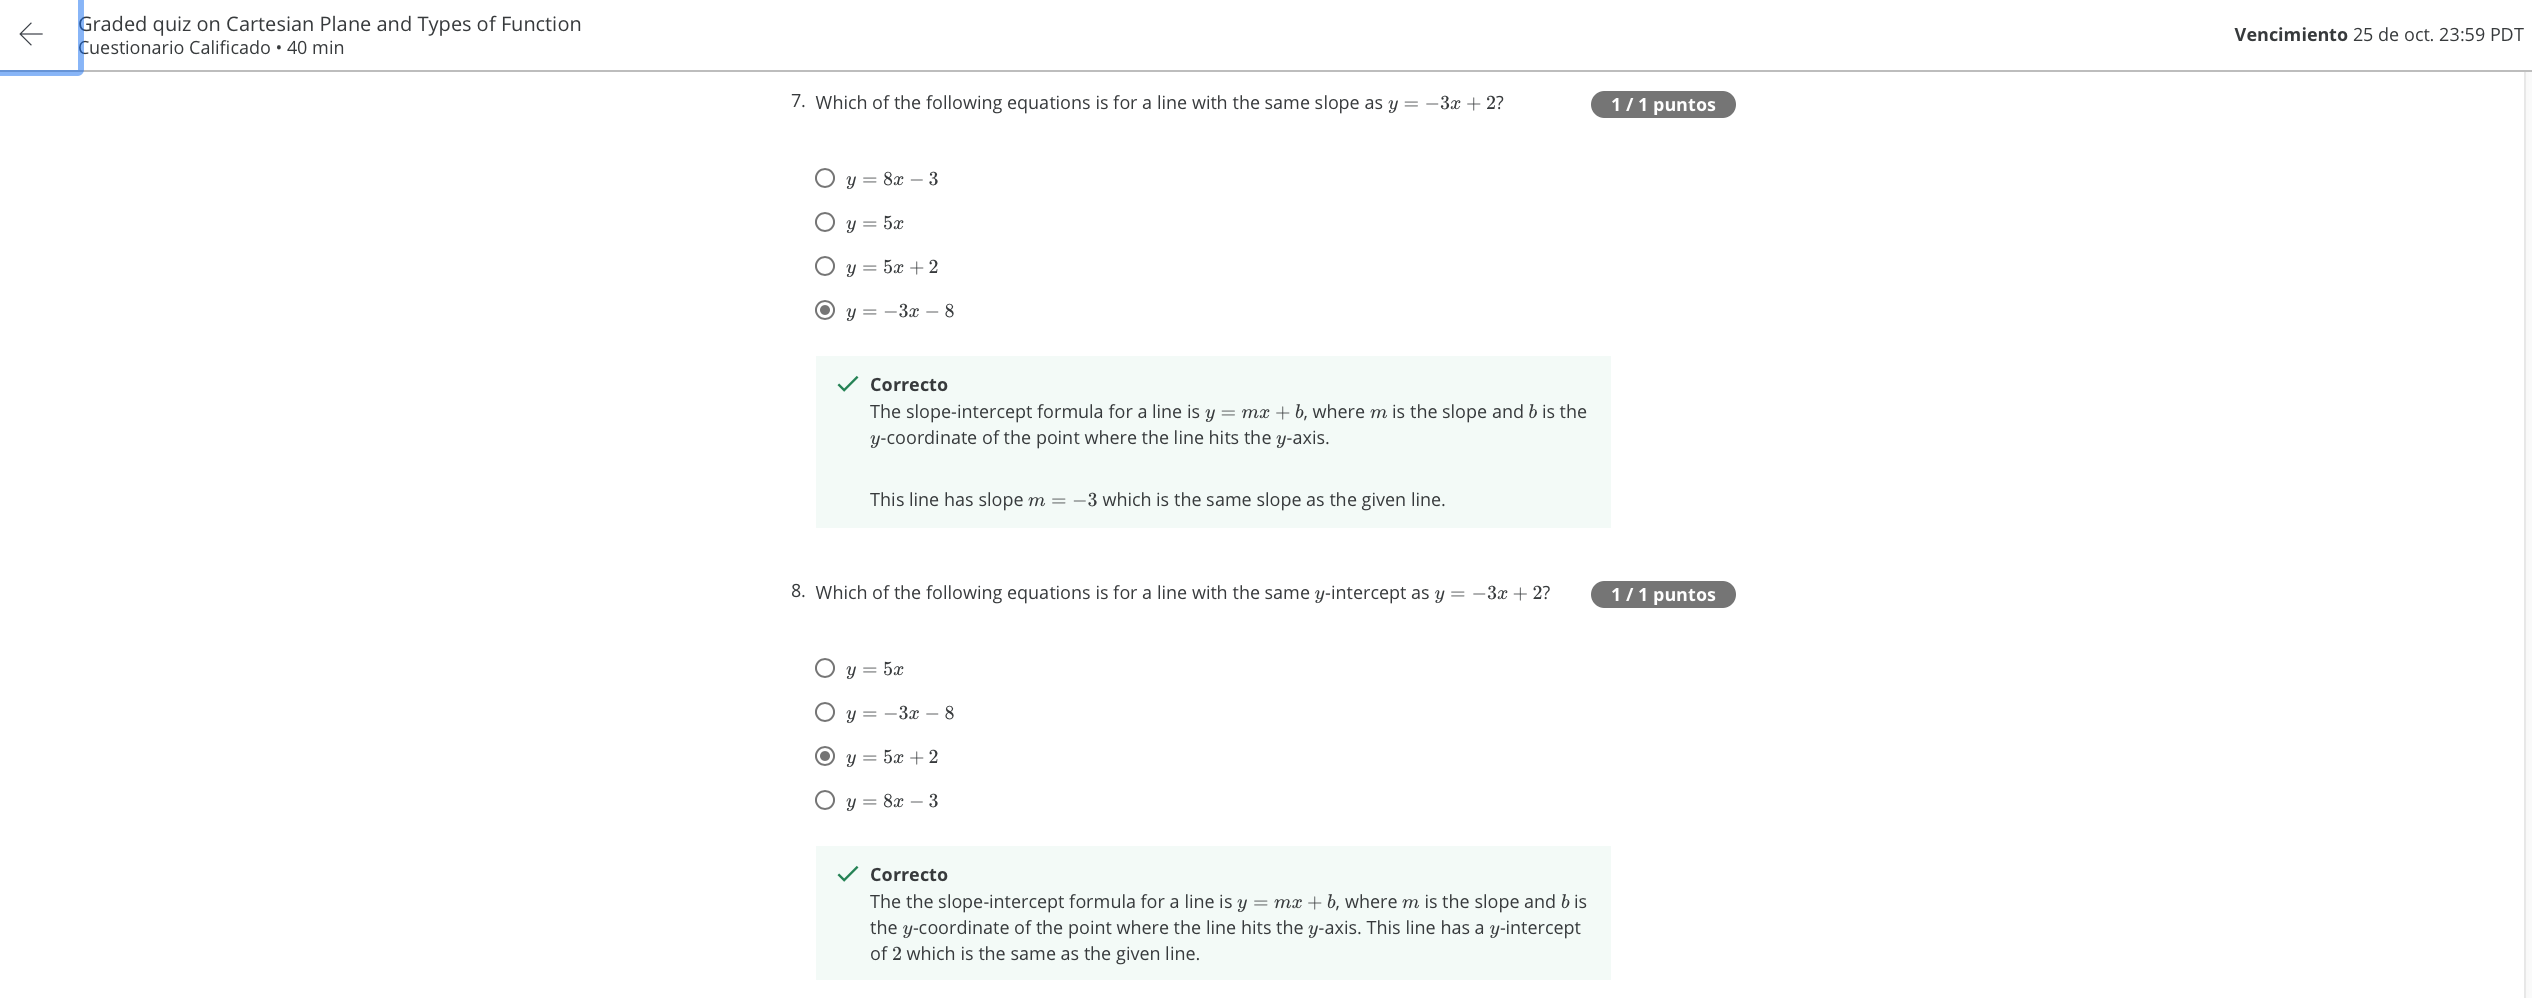 Graded quiz on Cartesian Plane and Types of Function
Cuestionario Calificado • 40 min
Vencimiento 25 de oct. 23:59 PDT
7. Which of the following equations is for a line with the same slope as y = −3x + 2?
1 / 1 puntos
y = 8x − 3
y = 5x
y = 5x + 2
y = −3x − 8
Correcto
The slope-intercept formula for a line is y = mx + b, where m is the slope and b is the
y-coordinate of the point where the line hits the y-axis.
This line has slope m = −3 which is the same slope as the given line.
8. Which of the following equations is for a line with the same y-intercept as y = −3x + 2?
1 / 1 puntos
y = 5x
y = −3x − 8
y = 5x + 2
y = 8x − 3
Correcto
The the slope-intercept formula for a line is y = mx + b, where m is the slope and b is
the y-coordinate of the point where the line hits the y-axis. This line has a y-intercept
of 2 which is the same as the given line.